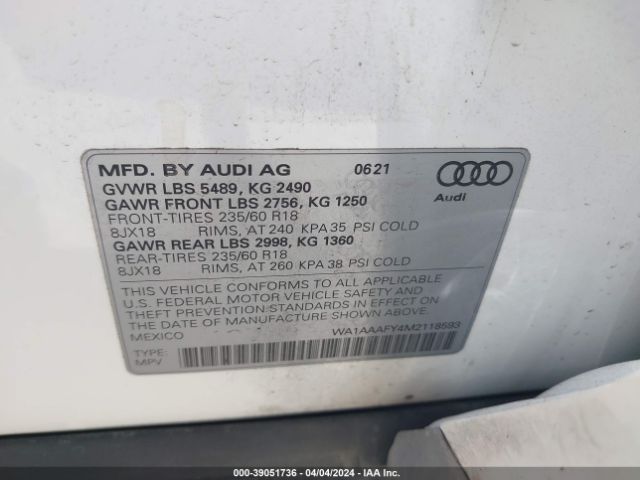 MFD. BY AUDI AG 0621
GVWR LBS 5489, KG 2490
GAWR FRONT LBS 2756, KG 1250
FRONT-TIRES 235/60 R18
8JX18 RIMS, AT 240 KPA 35 PSI COLD
GAWR REAR LBS 2998, KG 1360
REAR-TIRES 235/60 R18
8JX18 RIMS, AT 260 KPA 38 PSI COLD
Audi
THIS VEHICLE CONFORMS TO ALL APPLICABLE
U.S. FEDERAL MOTOR VEHICLE SAFETY AND
THEFT PREVENTION STANDARDS IN EFFECT ON
THE DATE OF MANUFACTURE SHOWN ABOVE.
MEXICO WA1AAAFY4M2118593
TYPE:
MPV
000-39051736 - 04/04/2024 - IAA Inc.